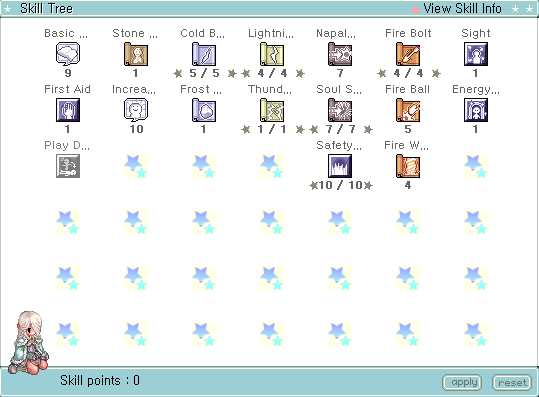 Skill Tree
View Skill Info
Basic ...
Stone ...
Cold B...
Lightni...
Napal...
Fire Bolt
Sight
9
1
5 / 5
4 / 4
7
4 / 4
1
First Aid
Increa...
Frost ...
Thund...
Soul S...
Fire Ball
Energy...
1
10
1
1 / 1
7 / 7
5
1
Play D...
Safety...
Fire W...
10 / 10
4
Skill points : 0
apply
reset